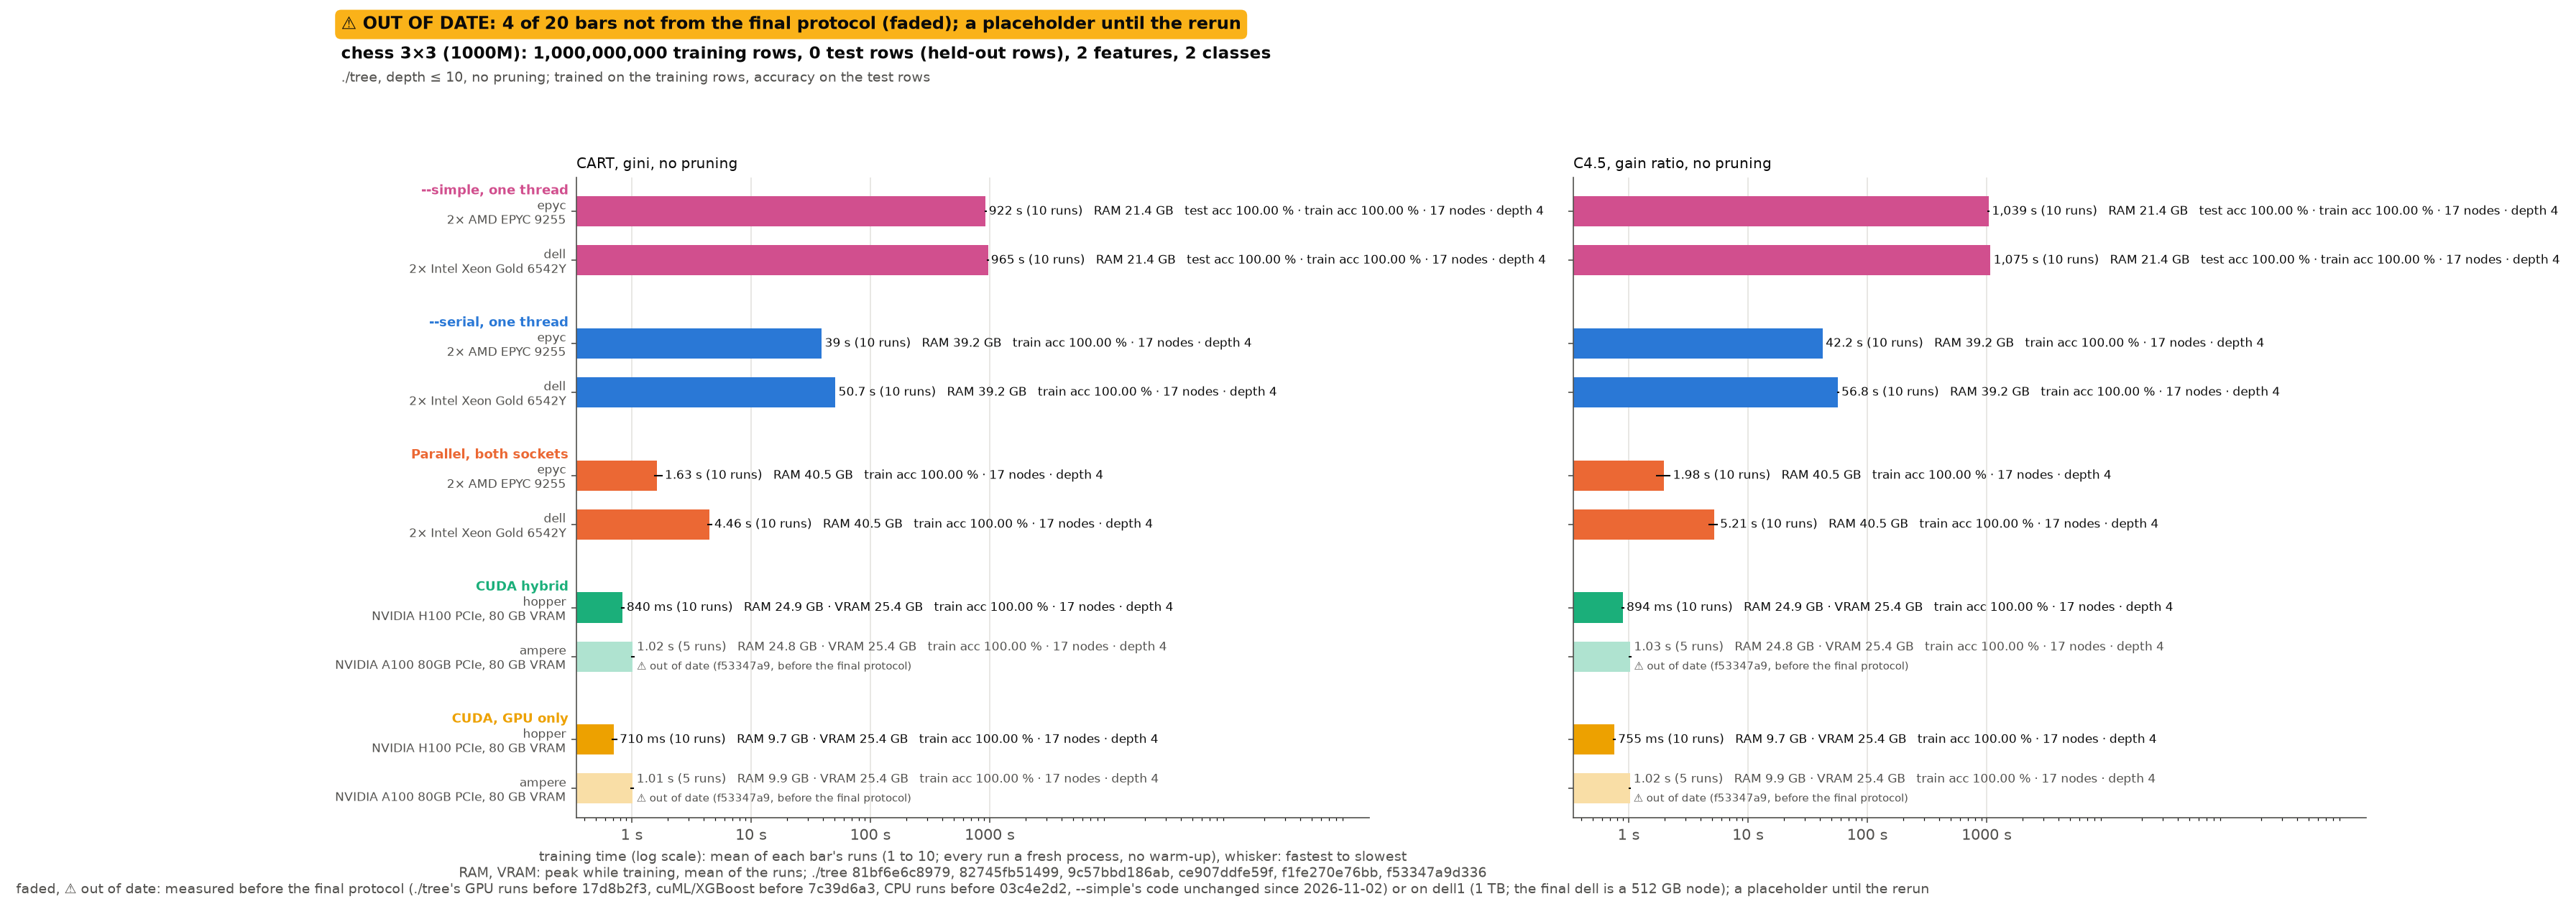 ⚠ OUT OF DATE: 4 of 20 bars not from the final protocol (faded); a placeholder until the rerun
chess 3×3 (1000M): 1,000,000,000 training rows, 0 test rows (held-out rows), 2 features, 2 classes
./tree, depth ≤ 10, no pruning; trained on the training rows, accuracy on the test rows
CART, gini, no pruning
--simple, one thread
epyc
2× AMD EPYC 9255
922 s (10 runs) RAM 21.4 GB test acc 100.00 % · train acc 100.00 % · 17 nodes · depth 4
dell
2× Intel Xeon Gold 6542Y
965 s (10 runs) RAM 21.4 GB test acc 100.00 % · train acc 100.00 % · 17 nodes · depth 4
--serial, one thread
epyc
2× AMD EPYC 9255
39 s (10 runs) RAM 39.2 GB train acc 100.00 % · 17 nodes · depth 4
dell
2× Intel Xeon Gold 6542Y
50.7 s (10 runs) RAM 39.2 GB train acc 100.00 % · 17 nodes · depth 4
Parallel, both sockets
epyc
2× AMD EPYC 9255
1.63 s (10 runs) RAM 40.5 GB train acc 100.00 % · 17 nodes · depth 4
dell
2× Intel Xeon Gold 6542Y
4.46 s (10 runs) RAM 40.5 GB train acc 100.00 % · 17 nodes · depth 4
CUDA hybrid
hopper
NVIDIA H100 PCIe, 80 GB VRAM
840 ms (10 runs) RAM 24.9 GB · VRAM 25.4 GB train acc 100.00 % · 17 nodes · depth 4
ampere
NVIDIA A100 80GB PCIe, 80 GB VRAM
1.02 s (5 runs) RAM 24.8 GB · VRAM 25.4 GB train acc 100.00 % · 17 nodes · depth 4
⚠ out of date (f53347a9, before the final protocol)
CUDA, GPU only
hopper
NVIDIA H100 PCIe, 80 GB VRAM
710 ms (10 runs) RAM 9.7 GB · VRAM 25.4 GB train acc 100.00 % · 17 nodes · depth 4
ampere
NVIDIA A100 80GB PCIe, 80 GB VRAM
1.01 s (5 runs) RAM 9.9 GB · VRAM 25.4 GB train acc 100.00 % · 17 nodes · depth 4
⚠ out of date (f53347a9, before the final protocol)
1 s 10 s 100 s 1000 s
C4.5, gain ratio, no pruning
1,039 s (10 runs) RAM 21.4 GB test acc 100.00 % · train acc 100.00 % · 17 nodes · depth 4
1,075 s (10 runs) RAM 21.4 GB test acc 100.00 % · train acc 100.00 % · 17 nodes · depth 4
42.2 s (10 runs) RAM 39.2 GB train acc 100.00 % · 17 nodes · depth 4
56.8 s (10 runs) RAM 39.2 GB train acc 100.00 % · 17 nodes · depth 4
1.98 s (10 runs) RAM 40.5 GB train acc 100.00 % · 17 nodes · depth 4
5.21 s (10 runs) RAM 40.5 GB train acc 100.00 % · 17 nodes · depth 4
894 ms (10 runs) RAM 24.9 GB · VRAM 25.4 GB train acc 100.00 % · 17 nodes · depth 4
1.03 s (5 runs) RAM 24.8 GB · VRAM 25.4 GB train acc 100.00 % · 17 nodes · depth 4
⚠ out of date (f53347a9, before the final protocol)
755 ms (10 runs) RAM 9.7 GB · VRAM 25.4 GB train acc 100.00 % · 17 nodes · depth 4
1.02 s (5 runs) RAM 9.9 GB · VRAM 25.4 GB train acc 100.00 % · 17 nodes · depth 4
⚠ out of date (f53347a9, before the final protocol)
1 s 10 s 100 s 1000 s
training time (log scale): mean of each bar's runs (1 to 10; every run a fresh process, no warm-up), whisker: fastest to slowest
RAM, VRAM: peak while training, mean of the runs; ./tree 81bf6e6c8979, 82745fb51499, 9c57bbd186ab, ce907ddfe59f, f1fe270e76bb, f53347a9d336
faded, ⚠ out of date: measured before the final protocol (./tree's GPU runs before 17d8b2f3, cuML/XGBoost before 7c39d6a3, CPU runs before 03c4e2d2, --simple's code unchanged since 2026-11-02) or on dell1 (1 TB; the final dell is a 512 GB node); a placeholder until the rerun